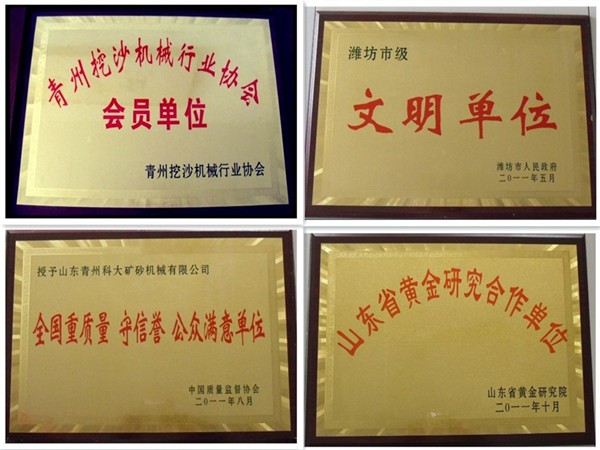 青州挖沙机械行业协会
会员单位
青州挖沙机械行业协会
潍坊市级
文明单位
潍坊市人民政府
二〇一一年五月
授予山东青州科大矿砂机械有限公司
全国重质量 守信誉 公众满意单位
中国质量监督协会
二〇一一年八月
山东省黄金研究合作单位
山东省黄金研究院
二〇一一年十月